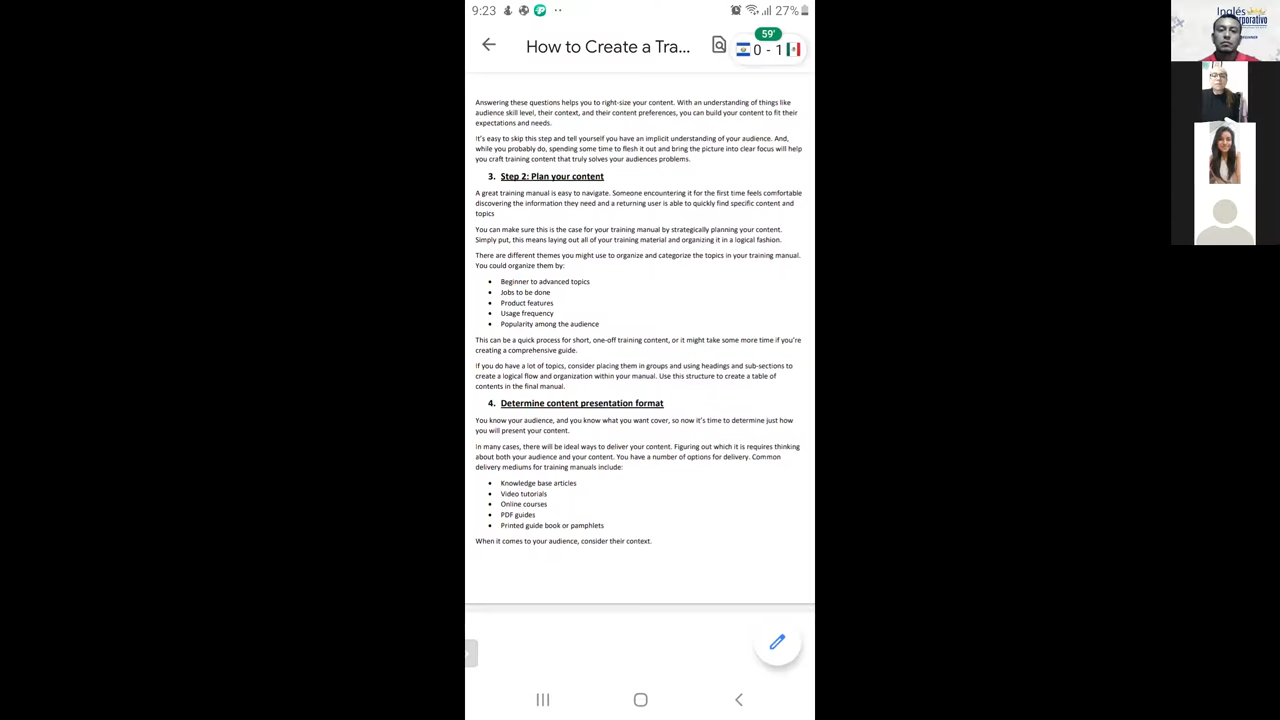 9:23
27%
How to Create a Tra...
59'
0 - 1
Answering these questions helps you to right-size your content. With an understanding of things like
audience skill level, their context, and their content preferences, you can build your content to fit their
expectations and needs.
It's easy to skip this step and tell yourself you have an implicit understanding of your audience. And,
while you probably do, spending some time to flesh it out and bring the picture into clear focus will help
you craft training content that truly solves your audiences problems.
3. Step 2: Plan your content
A great training manual is easy to navigate. Someone encountering it for the first time feels comfortable
discovering the information they need and a returning user is able to quickly find specific content and
topics
You can make sure this is the case for your training manual by strategically planning your content.
Simply put, this means laying out all of your training material and organizing it in a logical fashion.
There are different themes you might use to organize and categorize the topics in your training manual.
You could organize them by:
• Beginner to advanced topics
• Jobs to be done
• Product features
• Usage frequency
• Popularity among the audience
This can be a quick process for short, one-off training content, or it might take some more time if you're
creating a comprehensive guide.
If you do have a lot of topics, consider placing them in groups and using headings and sub-sections to
create a logical flow and organization within your manual. Use this structure to create a table of
contents in the final manual.
4. Determine content presentation format
You know your audience, and you know what you want cover, so now it's time to determine just how
you will present your content.
In many cases, there will be ideal ways to deliver your content. Figuring out which it is requires thinking
about both your audience and your content. You have a number of options for delivery. Common
delivery mediums for training manuals include:
• Knowledge base articles
• Video tutorials
• Online courses
• PDF guides
• Printed guide book or pamphlets
When it comes to your audience, consider their context.
Inglés